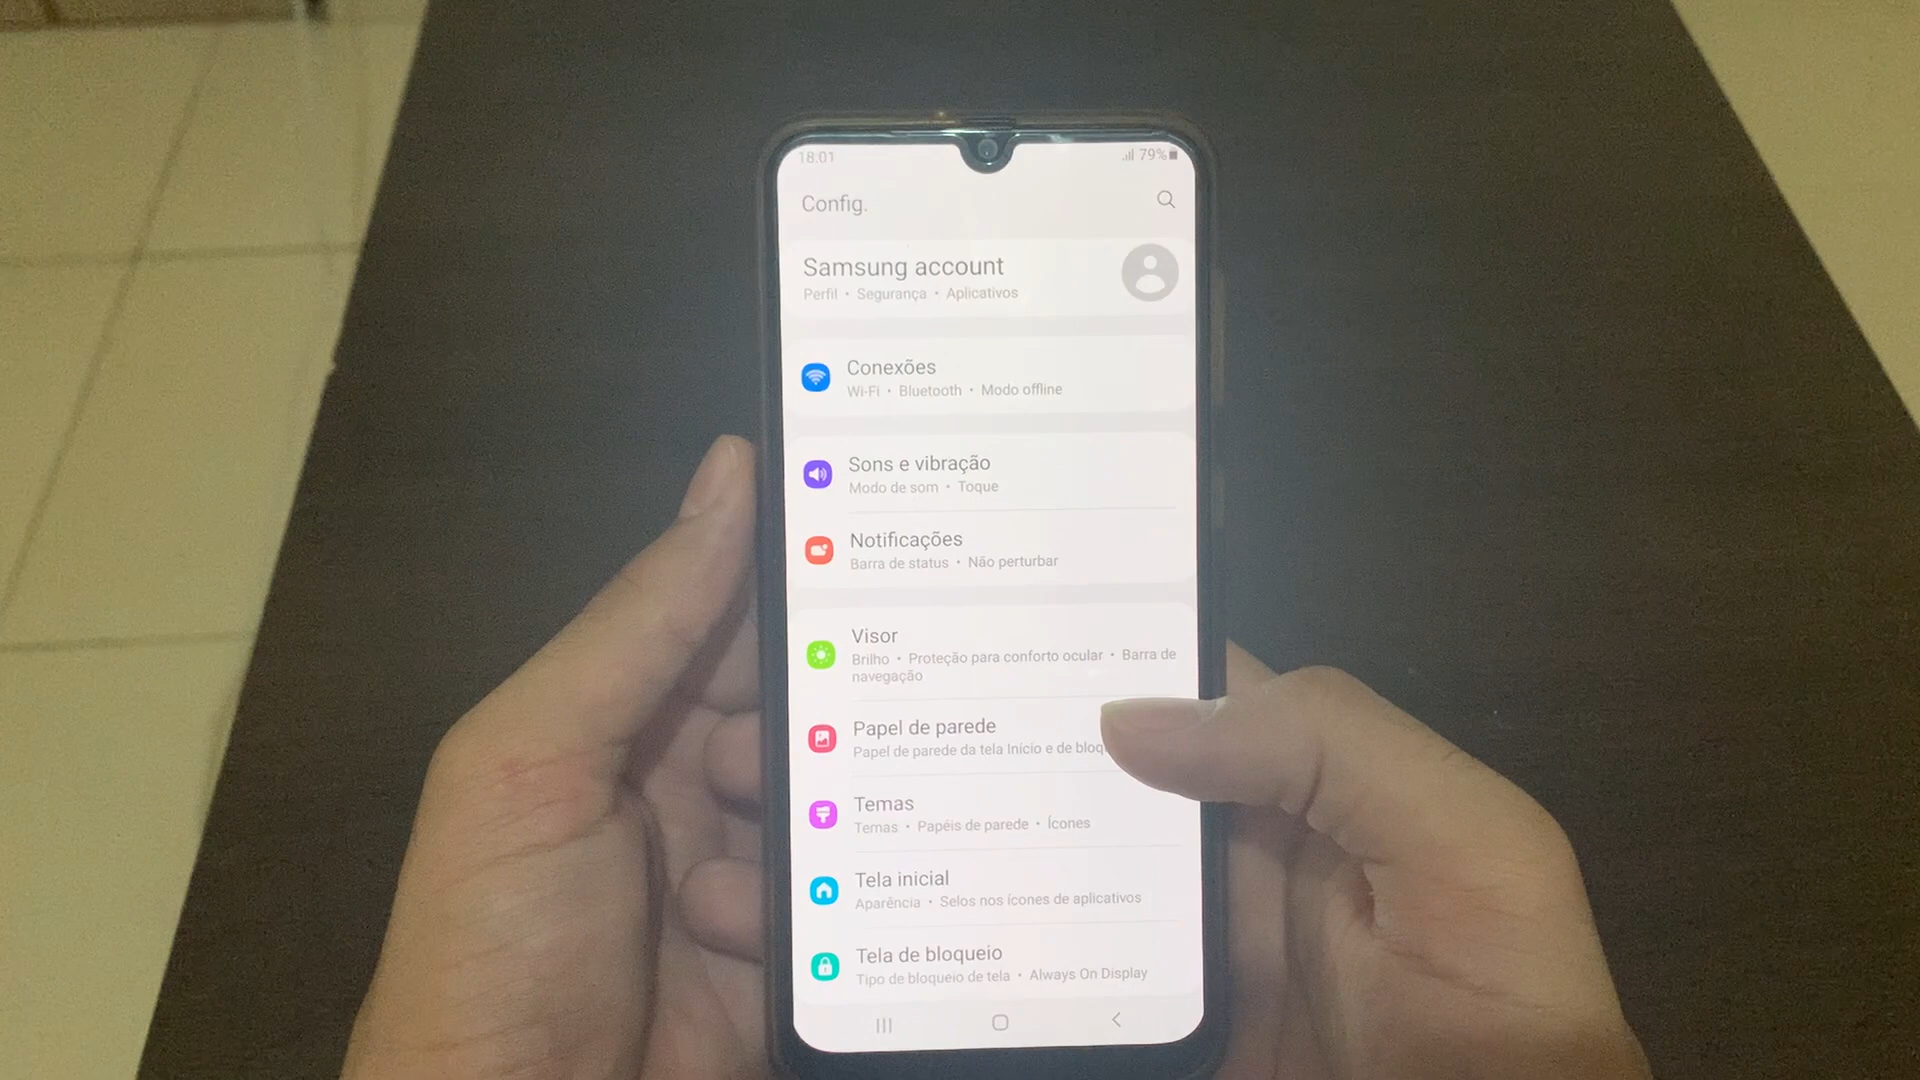 18:01 79%
Config.
Samsung account
Perfil • Segurança • Aplicativos
Conexões
Wi-Fi • Bluetooth • Modo offline
Sons e vibração
Modo de som • Toque
Notificações
Barra de status • Não perturbar
Visor
Brilho • Proteção para conforto ocular • Barra de
navegação
Papel de parede
Papel de parede da tela Início e de bloq
Temas
Temas • Papéis de parede • Ícones
Tela inicial
Aparência • Selos nos ícones de aplicativos
Tela de bloqueio
Tipo de bloqueio de tela • Always On Display